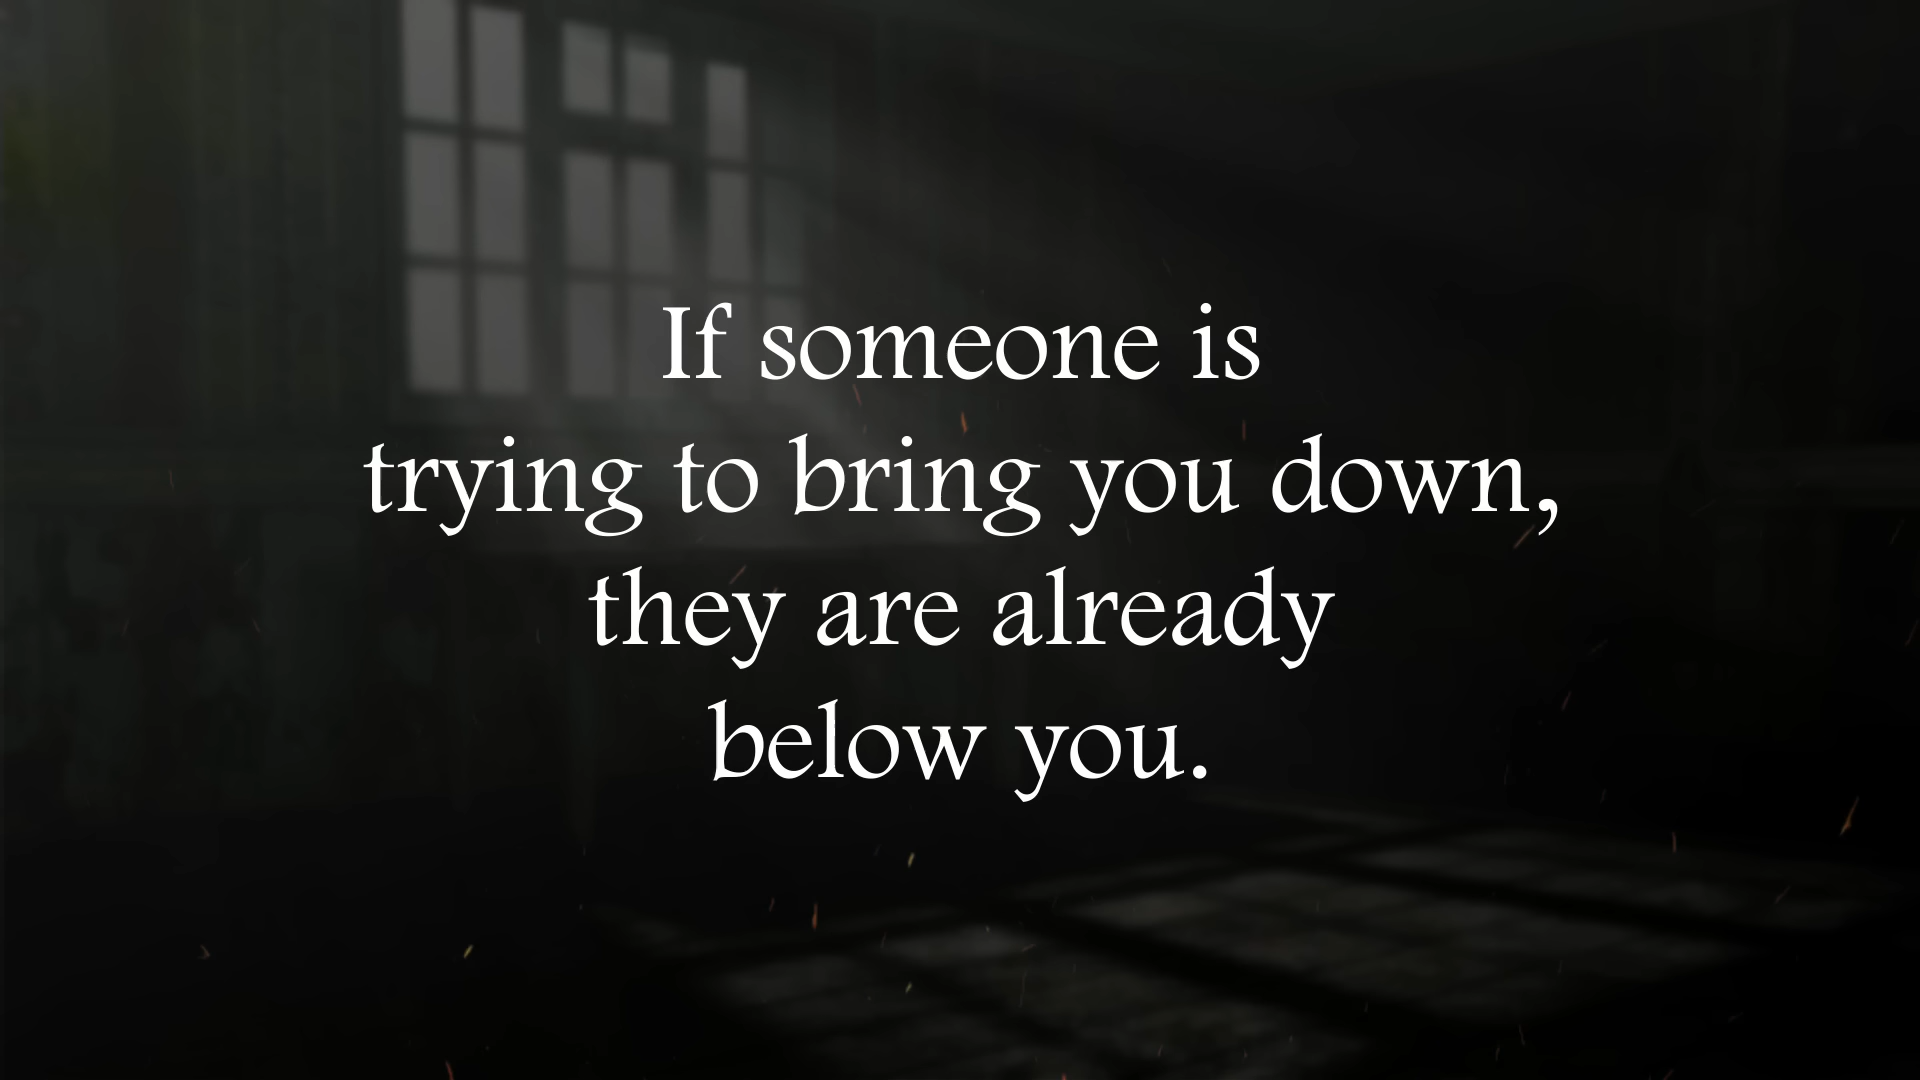 If someone is
trying to bring you down,
they are already
below you.